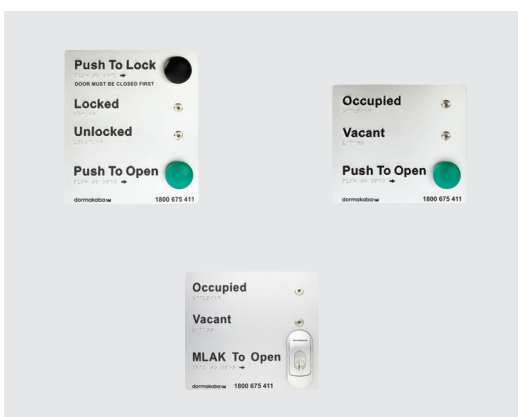 Push To Lock
DOOR MUST BE CLOSED FIRST
Locked
Unlocked
Push To Open
dormakaba 1800 675 411
Occupied
Vacant
Push To Open
dormakaba 1800 675 411
Occupied
Vacant
MLAK To Open
dormakaba 1800 675 411